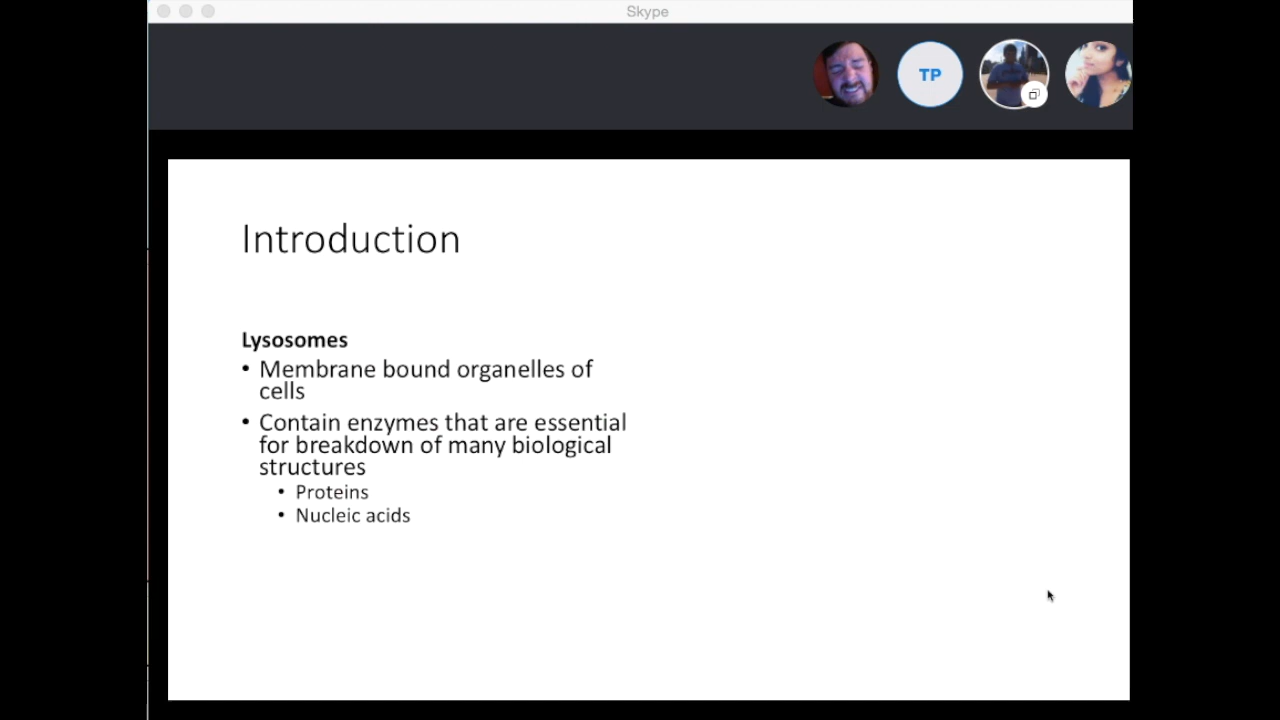 Skype
TP
Introduction
Lysosomes
• Membrane bound organelles of
cells
• Contain enzymes that are essential
for breakdown of many biological
structures
• Proteins
• Nucleic acids